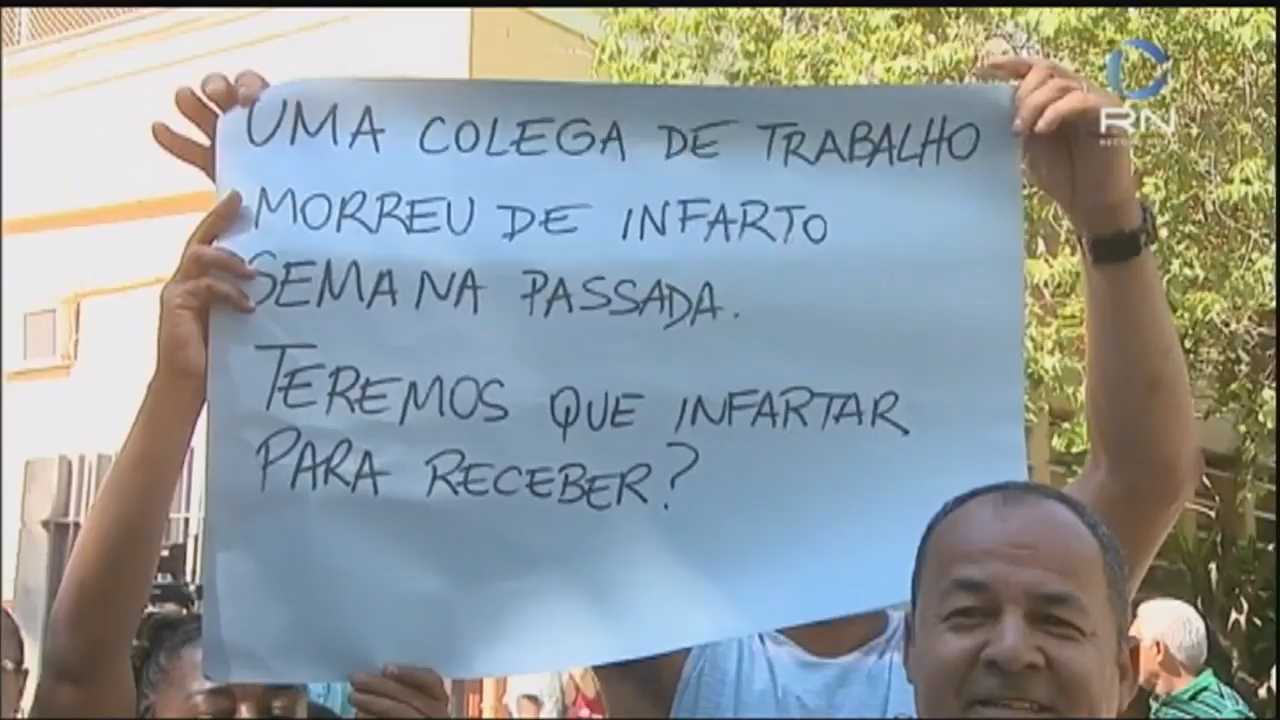 UMA COLEGA DE TRABALHO
MORREU DE INFARTO
SEMANA PASSADA.
TEREMOS QUE INFARTAR
PARA RECEBER?
RN